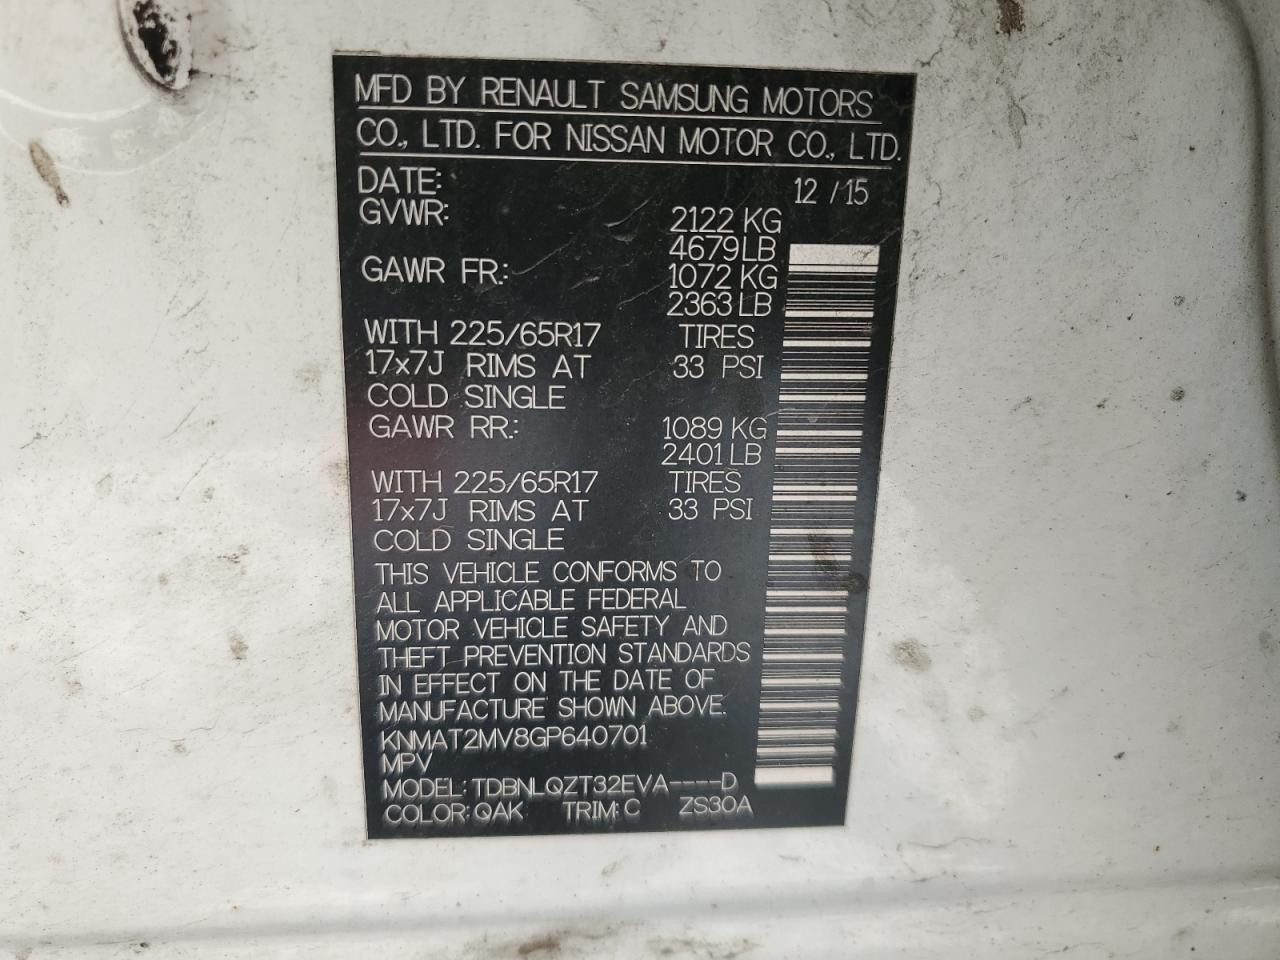 MFD BY RENAULT SAMSUNG MOTORS
CO., LTD. FOR NISSAN MOTOR CO., LTD.
DATE: 12 /15
GVWR: 2122 KG
4679 LB
GAWR FR.: 1072 KG
2363 LB
WITH 225/65R17 TIRES
17x7J RIMS AT 33 PSI
COLD SINGLE
GAWR RR.: 1089 KG
2401 LB
WITH 225/65R17 TIRES
17x7J RIMS AT 33 PSI
COLD SINGLE
THIS VEHICLE CONFORMS TO
ALL APPLICABLE FEDERAL
MOTOR VEHICLE SAFETY AND
THEFT PREVENTION STANDARDS
IN EFFECT ON THE DATE OF
MANUFACTURE SHOWN ABOVE.
KNMAT2MV8GP640701
MPV
MODEL: TDBNLQZT32EVA----D
COLOR: QAK TRIM: C ZS30A